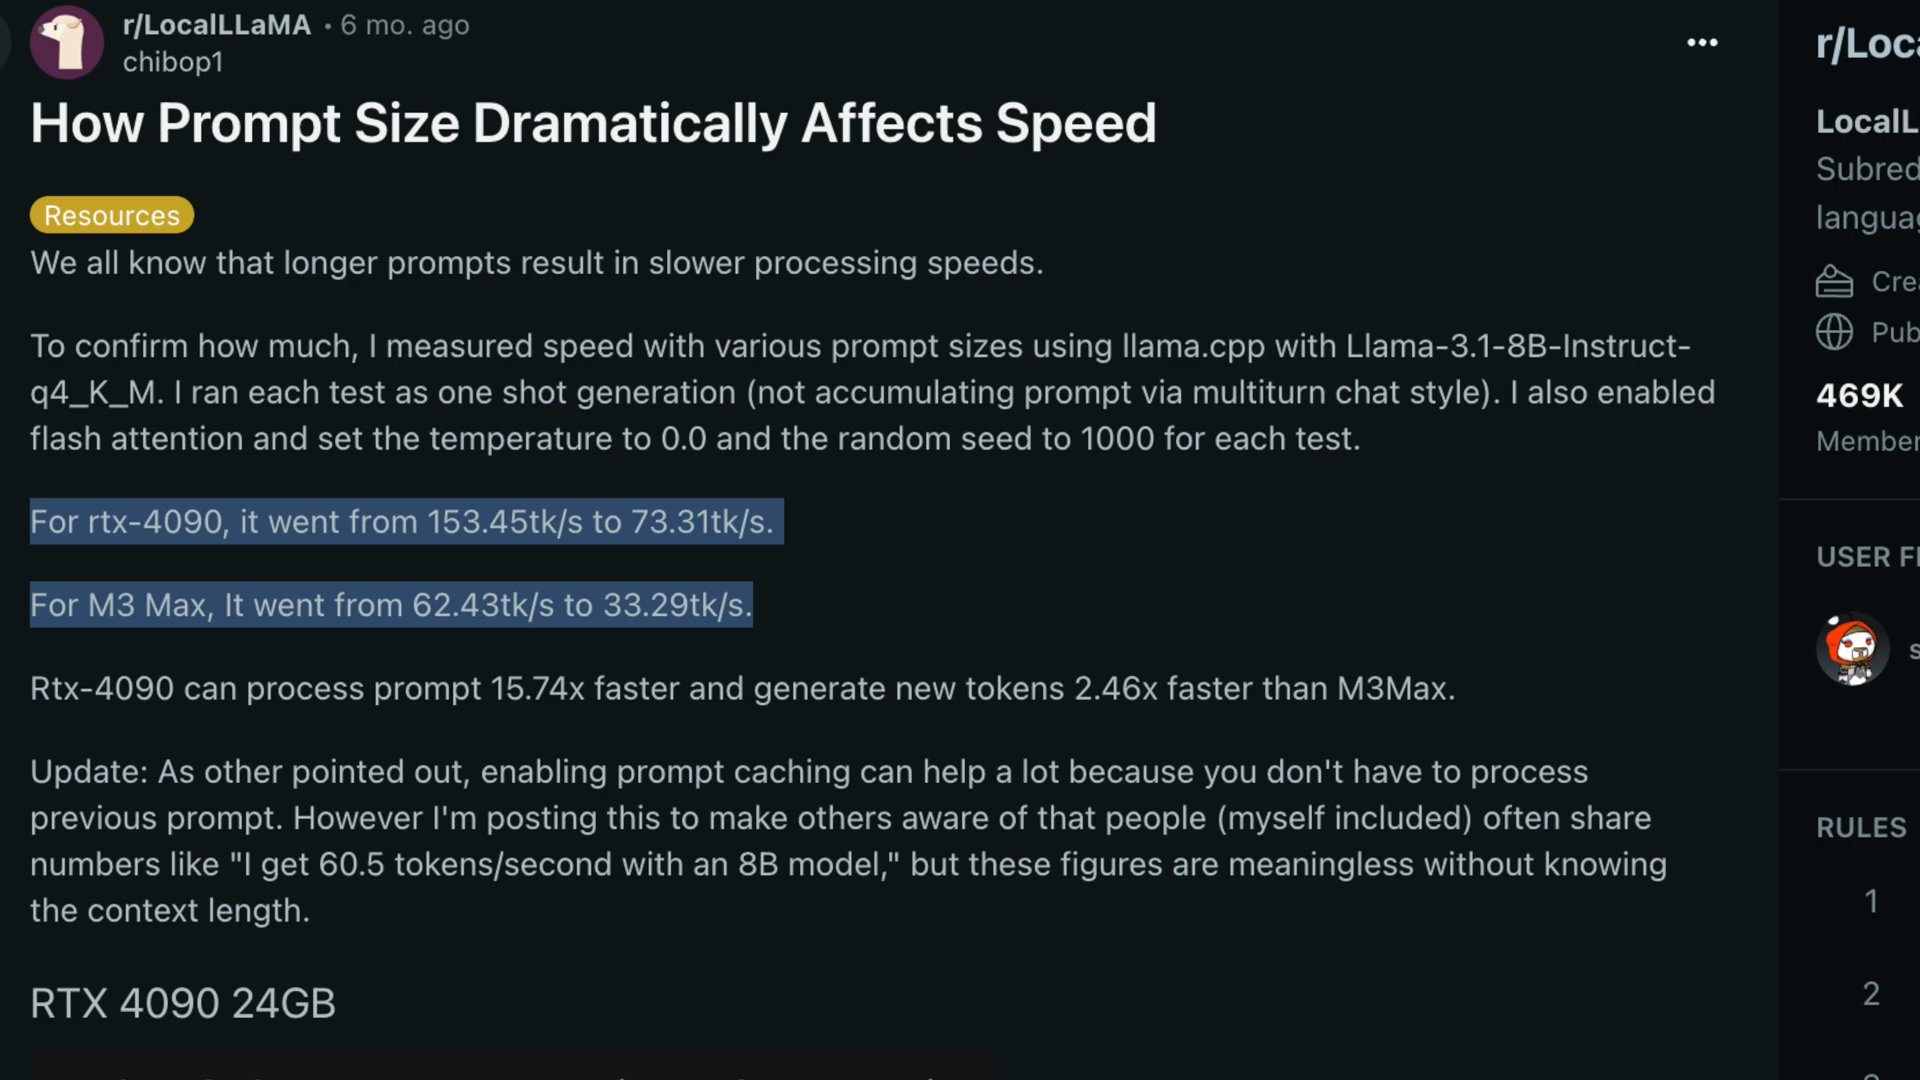 r/LocalLLaMA • 6 mo. ago
chibop1
How Prompt Size Dramatically Affects Speed
Resources
We all know that longer prompts result in slower processing speeds.
To confirm how much, I measured speed with various prompt sizes using llama.cpp with Llama-3.1-8B-Instruct-
q4_K_M. I ran each test as one shot generation (not accumulating prompt via multiturn chat style). I also enabled
flash attention and set the temperature to 0.0 and the random seed to 1000 for each test.
For rtx-4090, it went from 153.45tk/s to 73.31tk/s.
For M3 Max, It went from 62.43tk/s to 33.29tk/s.
Rtx-4090 can process prompt 15.74x faster and generate new tokens 2.46x faster than M3Max.
Update: As other pointed out, enabling prompt caching can help a lot because you don't have to process
previous prompt. However I'm posting this to make others aware of that people (myself included) often share
numbers like "I get 60.5 tokens/second with an 8B model," but these figures are meaningless without knowing
the context length.
RTX 4090 24GB
r/Loca
LocalL
Subred
languag
Crea
Pub
469K
Member
USER F
s
RULES
1
2